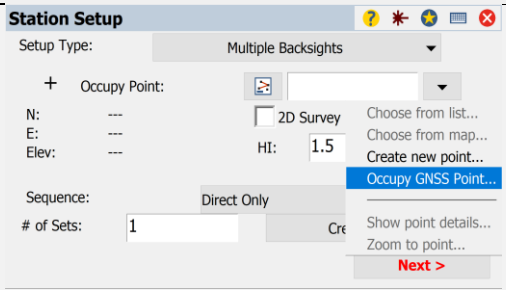 Station Setup
Setup Type: Multiple Backsights
+ Occupy Point:
N: --- 2D Survey Choose from list...
E: --- Choose from map...
Elev: --- HI: 1.5 Create new point...
Occupy GNSS Point...
Sequence: Direct Only
# of Sets: 1 Cre Show point details...
Zoom to point...
Next >